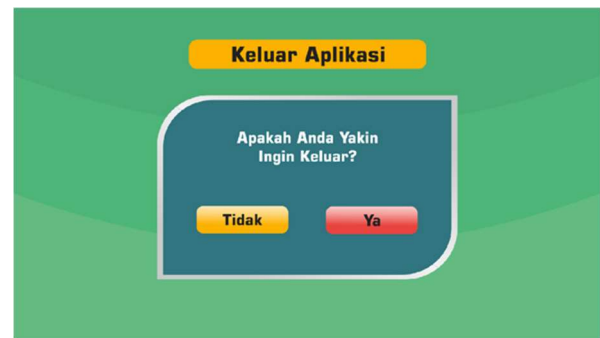 Keluar Aplikasi
Apakah Anda Yakin
Ingin Keluar?
Tidak
Ya